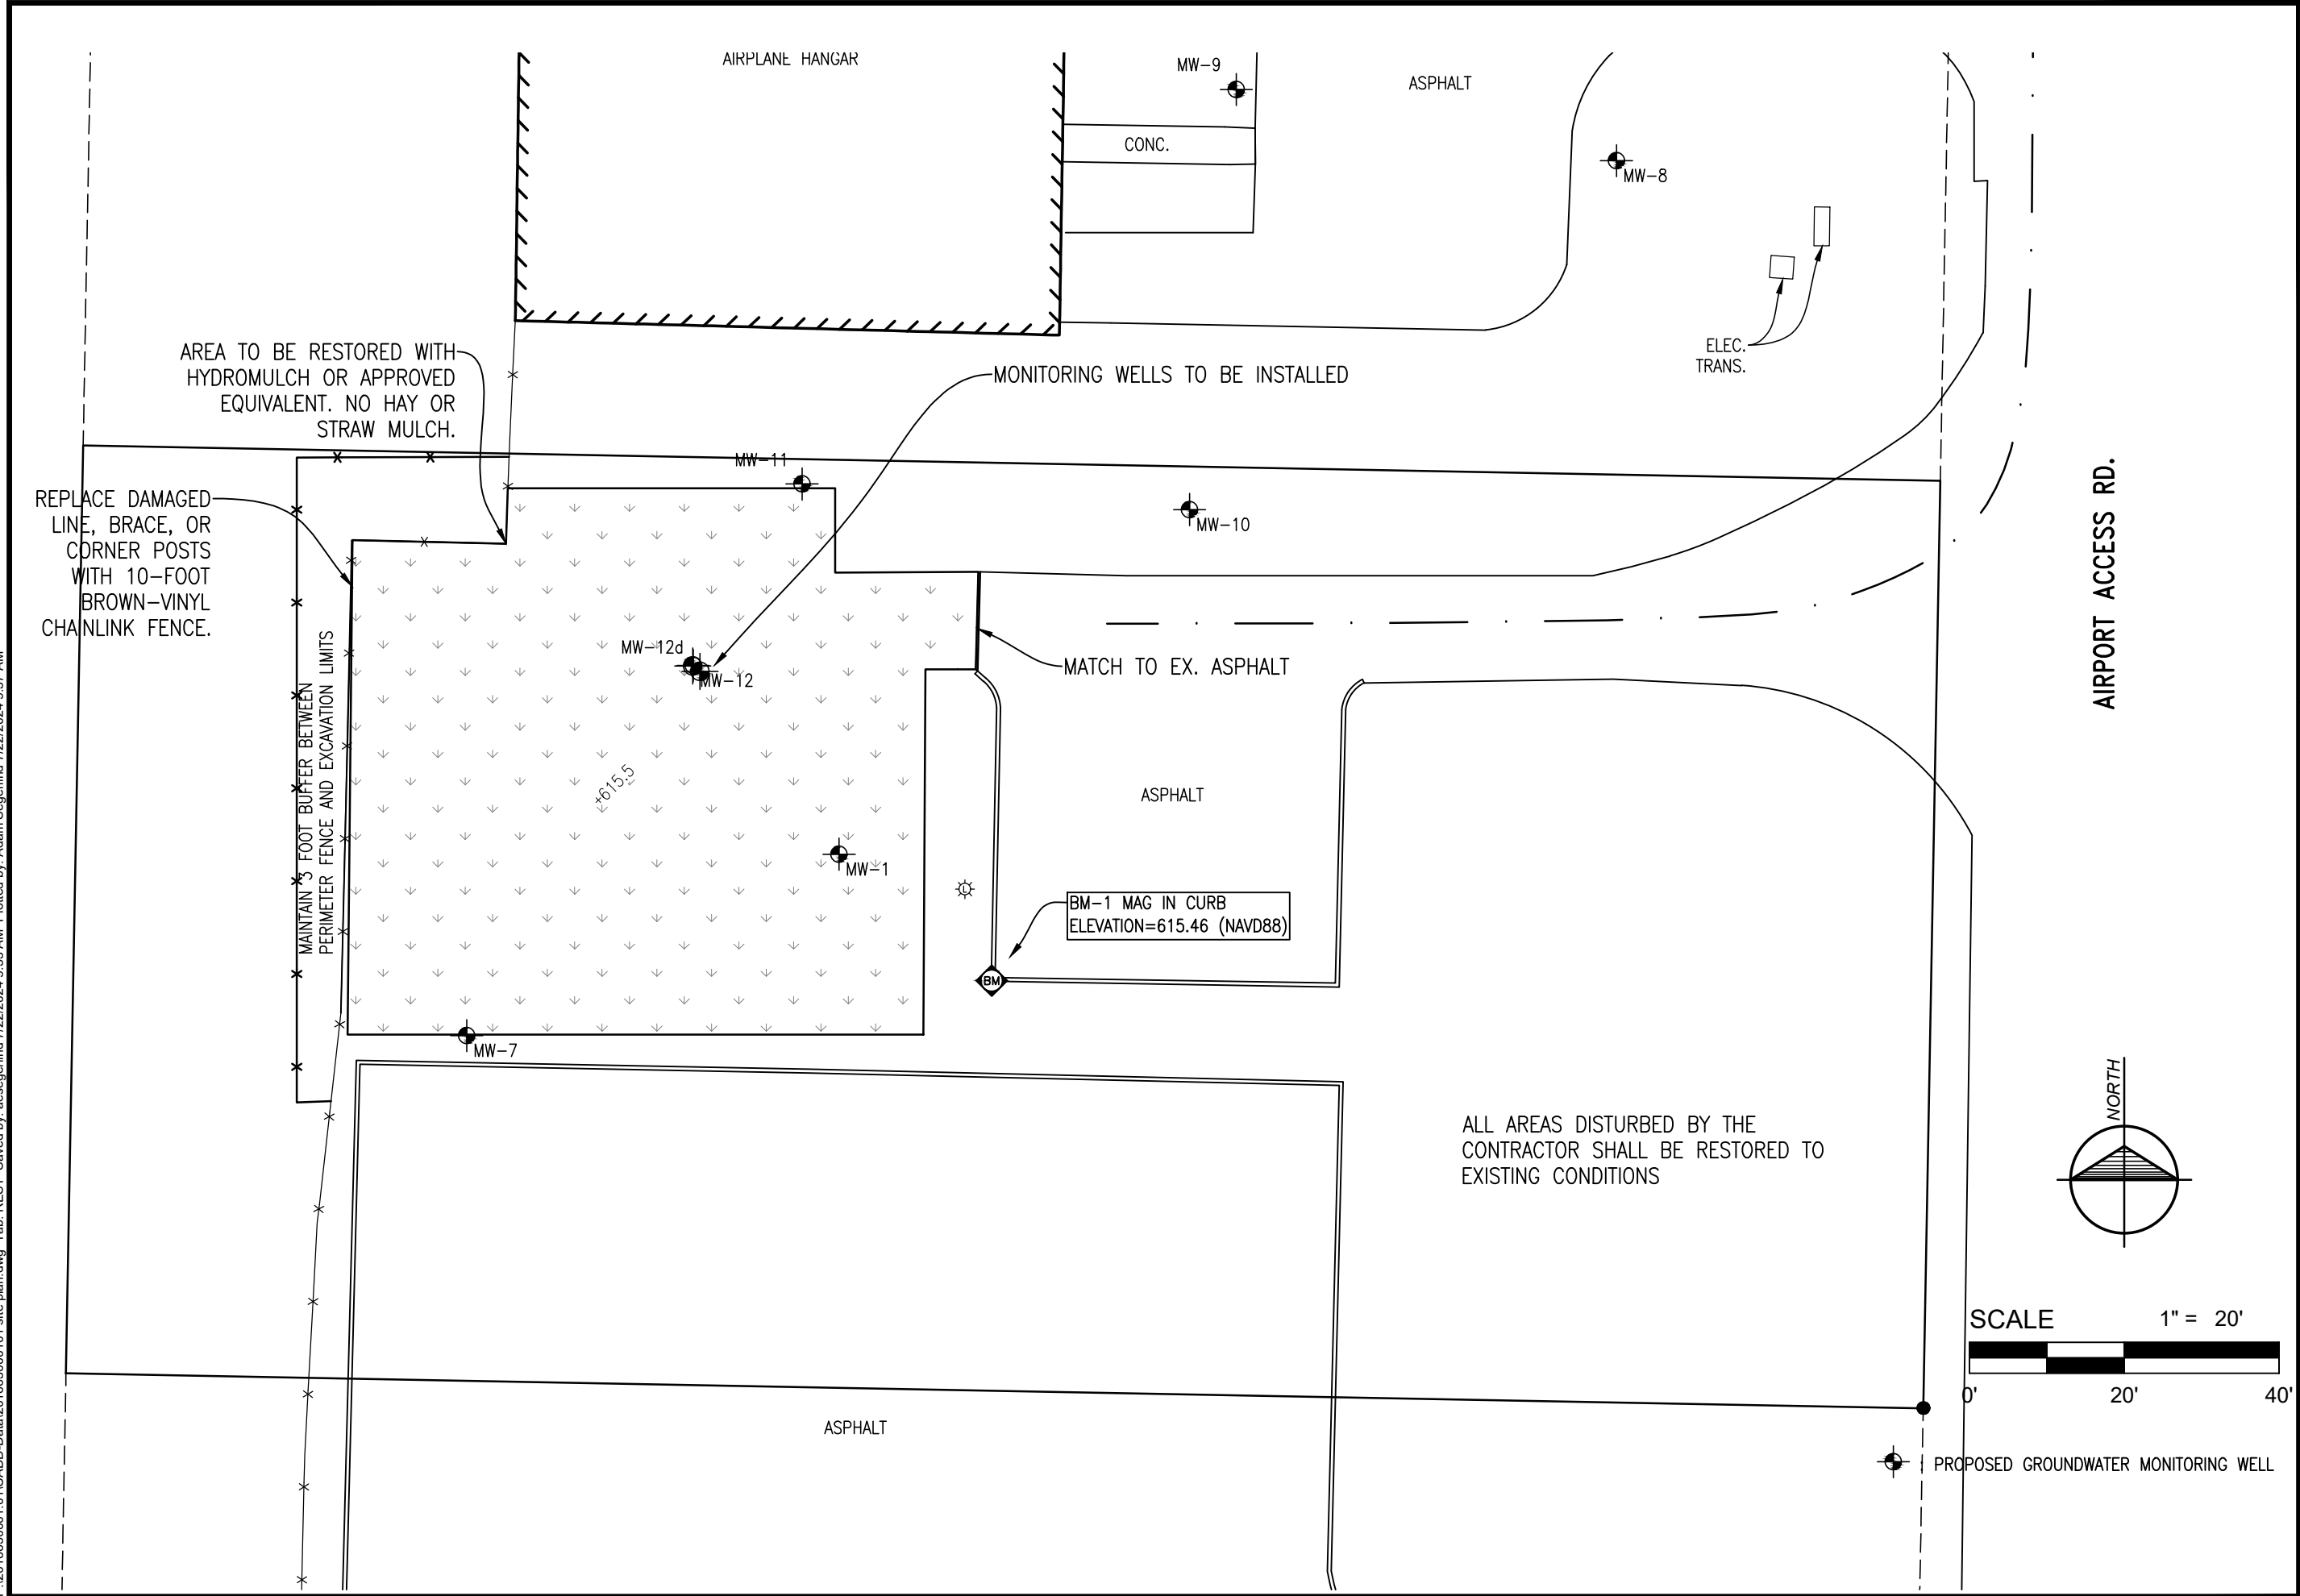 AIRPLANE HANGAR
MW-9
ASPHALT
CONC.
MW-8
ELEC.
TRANS.
AREA TO BE RESTORED WITH
HYDROMULCH OR APPROVED
EQUIVALENT. NO HAY OR
STRAW MULCH.
MONITORING WELLS TO BE INSTALLED
MW-11
MW-10
REPLACE DAMAGED
LINE, BRACE, OR
CORNER POSTS
WITH 10-FOOT
BROWN-VINYL
CHAINLINK FENCE.
AIRPORT ACCESS RD.
MAINTAIN 3 FOOT BUFFER BETWEEN
PERIMETER FENCE AND EXCAVATION LIMITS
MW-12d
MW-12
MATCH TO EX. ASPHALT
+615.5
ASPHALT
MW-1
L
BM-1 MAG IN CURB
ELEVATION=615.46 (NAVD88)
BM
MW-7
ALL AREAS DISTURBED BY THE
CONTRACTOR SHALL BE RESTORED TO
EXISTING CONDITIONS
NORTH
SCALE 1" = 20'
0' 20' 40'
ASPHALT
: PROPOSED GROUNDWATER MONITORING WELL